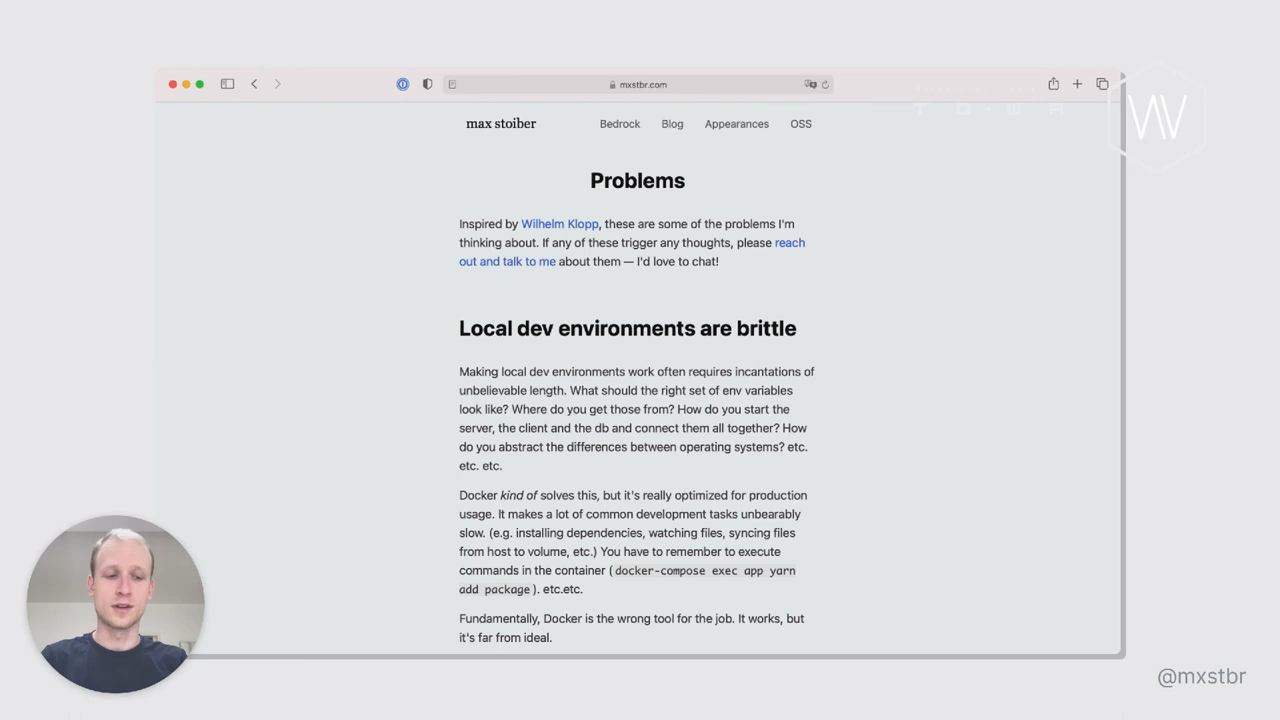 mxstbr.com
max stoiber
Bedrock
Blog
Appearances
OSS
Problems
Inspired by Wilhelm Klopp, these are some of the problems I'm
thinking about. If any of these trigger any thoughts, please reach
out and talk to me about them — I'd love to chat!
Local dev environments are brittle
Making local dev environments work often requires incantations of
unbelievable length. What should the right set of env variables
look like? Where do you get those from? How do you start the
server, the client and the db and connect them all together? How
do you abstract the differences between operating systems? etc.
etc. etc.
Docker kind of solves this, but it's really optimized for production
usage. It makes a lot of common development tasks unbearably
slow. (e.g. installing dependencies, watching files, syncing files
from host to volume, etc.) You have to remember to execute
commands in the container (docker-compose exec app yarn
add package). etc.etc.
Fundamentally, Docker is the wrong tool for the job. It works, but
it's far from ideal.
@mxstbr